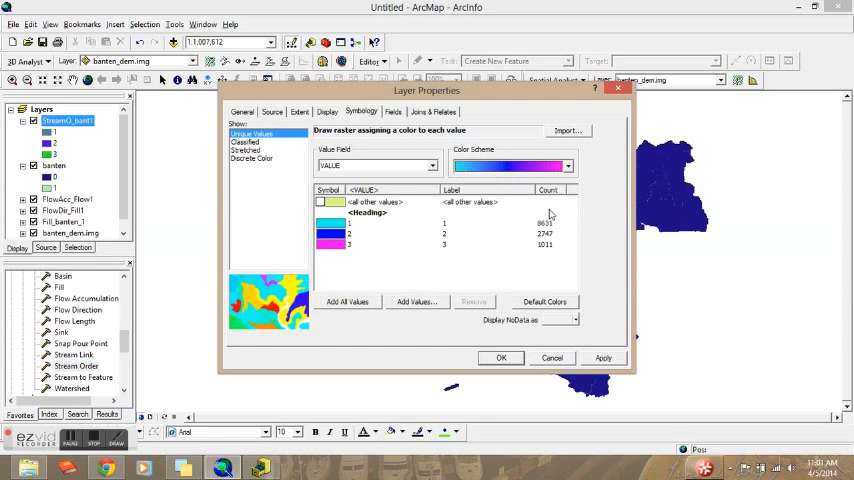 Untitled - ArcMap - ArcInfo
File Edit View Bookmarks Insert Selection Tools Window Help
1:1,007,612
3D Analyst Layer: banten_dem.img
Editor Task: Create New Feature Target:
Spatial Analyst Layer: banten_dem.img
Layers
StreamO_bant1
1
2
3
banten
0
1
FlowAcc_Flow1
FlowDir_Fill1
Fill_banten_1
banten_dem.img
Display Source Selection
Basin
Fill
Flow Accumulation
Flow Direction
Flow Length
Sink
Snap Pour Point
Stream Link
Stream Order
Stream to Feature
Watershed
Favorites Index Search Results
Layer Properties
General Source Extent Display Symbology Fields Joins & Relates
Show:
Unique Values
Classified
Stretched
Discrete Color
Draw raster assigning a color to each value
Import...
Value Field
VALUE
Color Scheme
Symbol <VALUE> Label Count
<all other values> <all other values>
<Heading>
1 1 8631
2 2 2747
3 3 1011
Add All Values Add Values... Remove Default Colors
Display NoData as
OK Cancel Apply
ezvid
RECORDER
PAUSE STOP DRAW
Arial 10 B I U A
Pos:
11:01 AM
4/5/2014